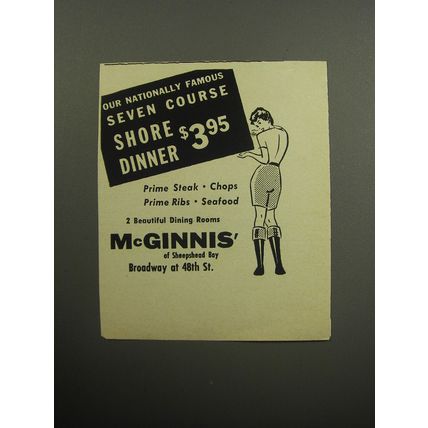 OUR NATIONALLY FAMOUS
SEVEN COURSE
SHORE
DINNER
$3.95
Prime Steak • Chops
Prime Ribs • Seafood
2 Beautiful Dining Rooms
McGINNIS'
of Sheepshead Bay
Broadway at 48th St.